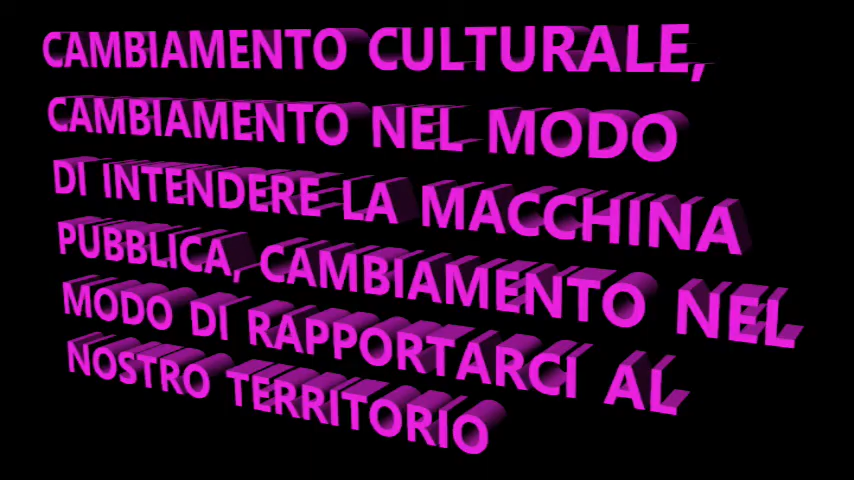 CAMBIAMENTO CULTURALE,
CAMBIAMENTO NEL MODO
DI INTENDERE LA MACCHINA
PUBBLICA, CAMBIAMENTO NEL
MODO DI RAPPORTARCI AL
NOSTRO TERRITORIO